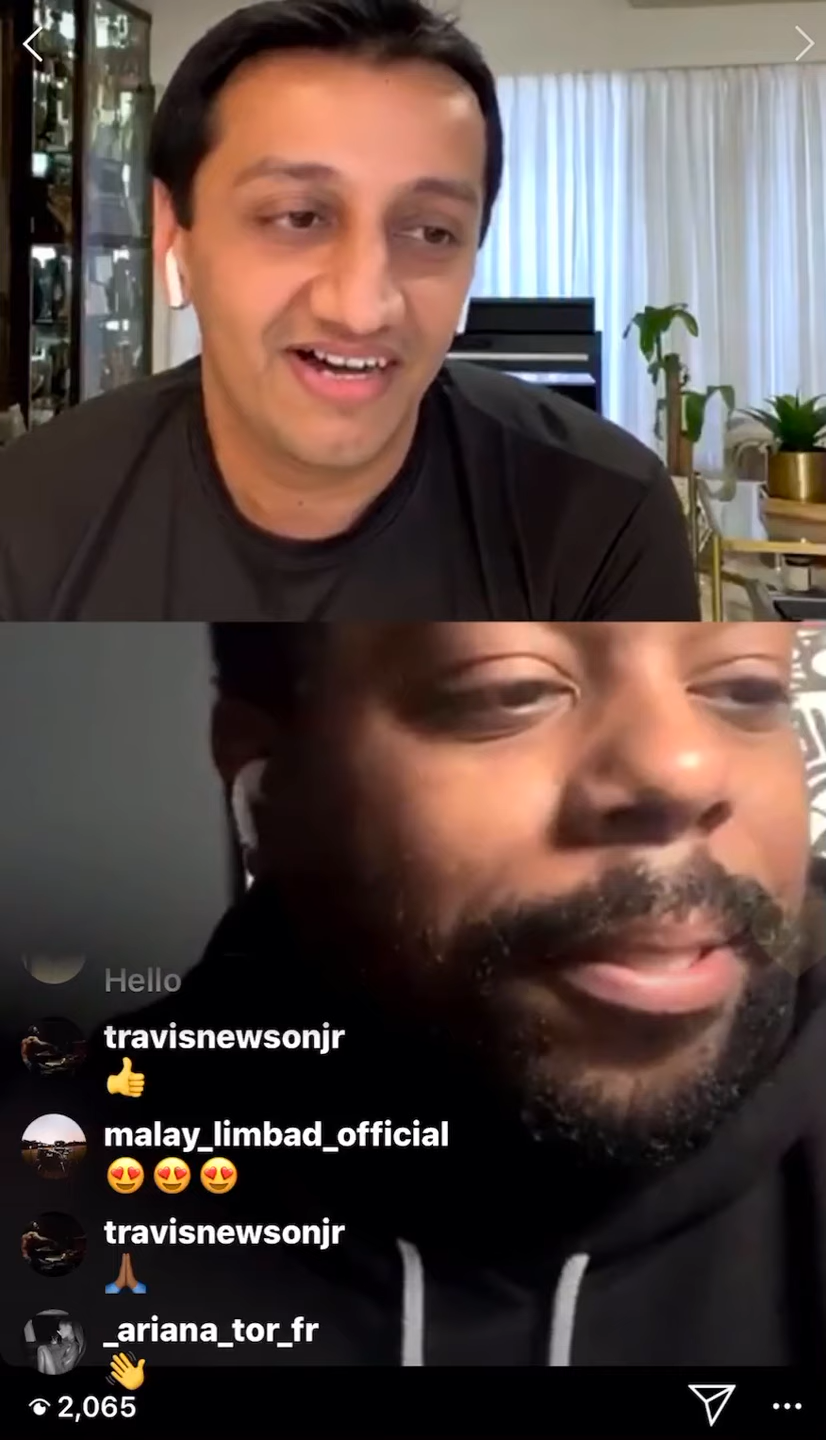 Hello
travisnewsonjr
👍
malay_limbad_official
😍😍😍
travisnewsonjr
🙏🏾
_ariana_tor_fr
👋
2,065